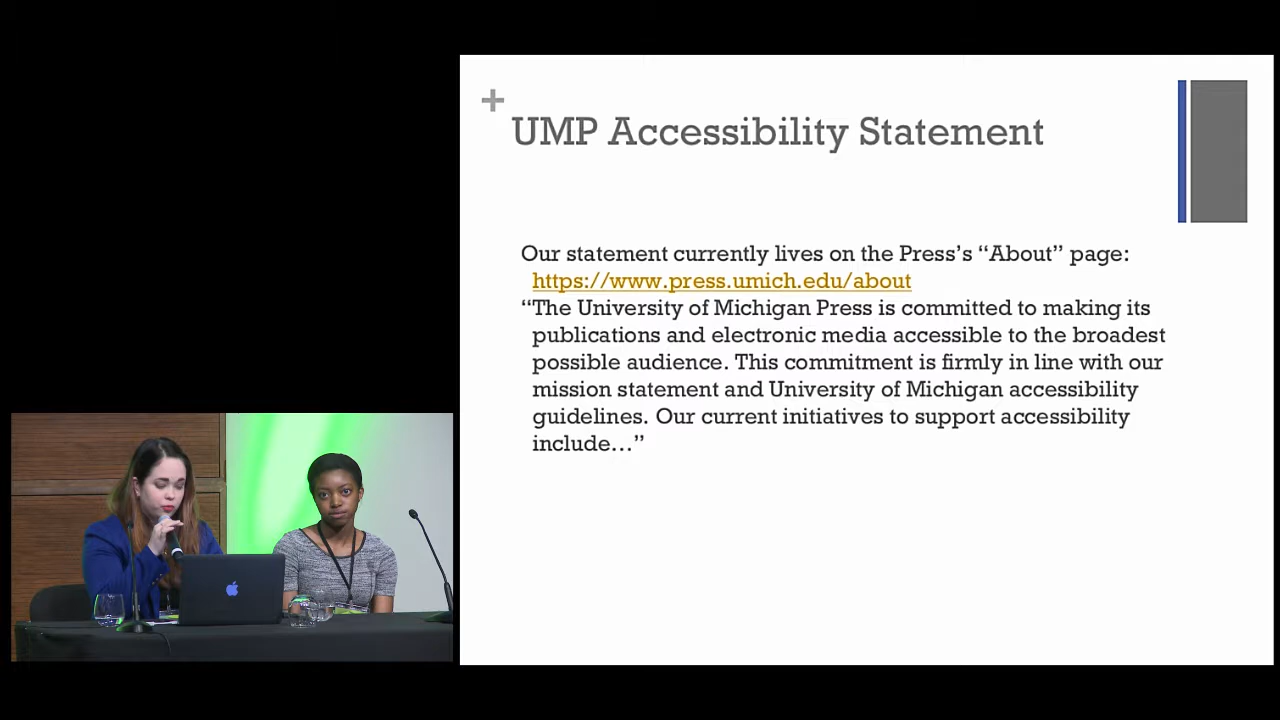 +
UMP Accessibility Statement
Our statement currently lives on the Press’s “About” page:
https://www.press.umich.edu/about
“The University of Michigan Press is committed to making its
publications and electronic media accessible to the broadest
possible audience. This commitment is firmly in line with our
mission statement and University of Michigan accessibility
guidelines. Our current initiatives to support accessibility
include…”